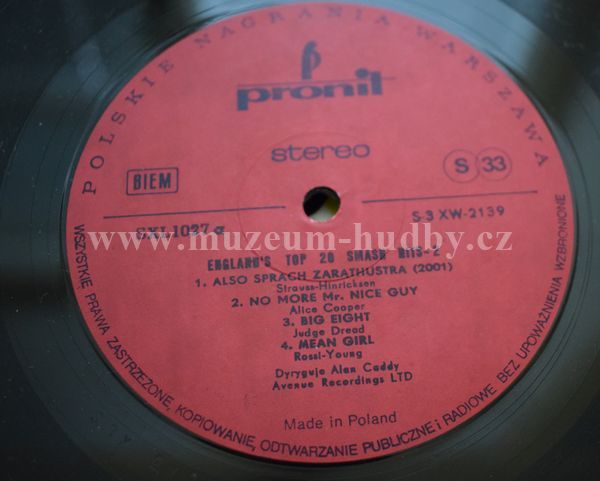 POLSKIE NAGRANIA WARSZAWA
pronit
stereo
BIEM
S 33
SXL1027 a
S-3 XW-2139
www.muzeum-hudby.cz
ENGLAND'S TOP 20 SMASH HITS-2
1. ALSO SPRACH ZARATHUSTRA (2001)
Strauss-Hinricksen
2. NO MORE Mr. NICE GUY
Alice Cooper
3. BIG EIGHT
Judge Dread
4. MEAN GIRL
Rossi-Young
Dyryguje Alan Caddy
Avenue Recordings LTD
Made in Poland
WSZYSTKIE PRAWA ZASTRZEŻONE, KOPIOWANIE, ODTWARZANIE PUBLICZNE i RADIOWE BEZ UPOWAŻNIENIA WZBRONIONE